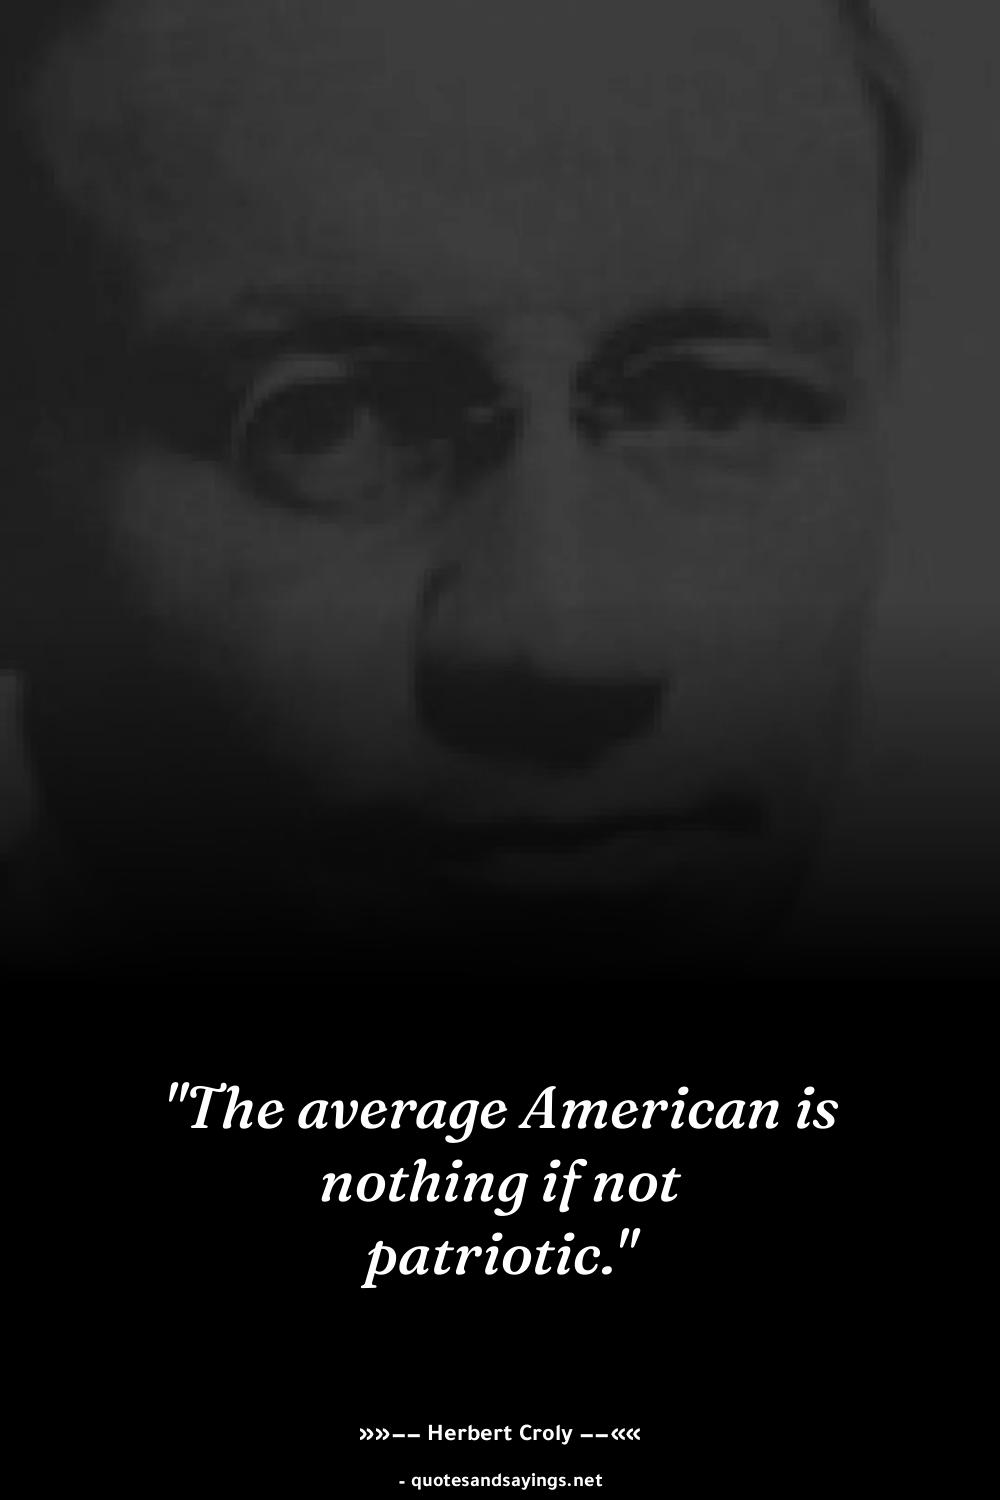 "The average American is
nothing if not
patriotic."
»»–– Herbert Croly ––««
- quotesandsayings.net